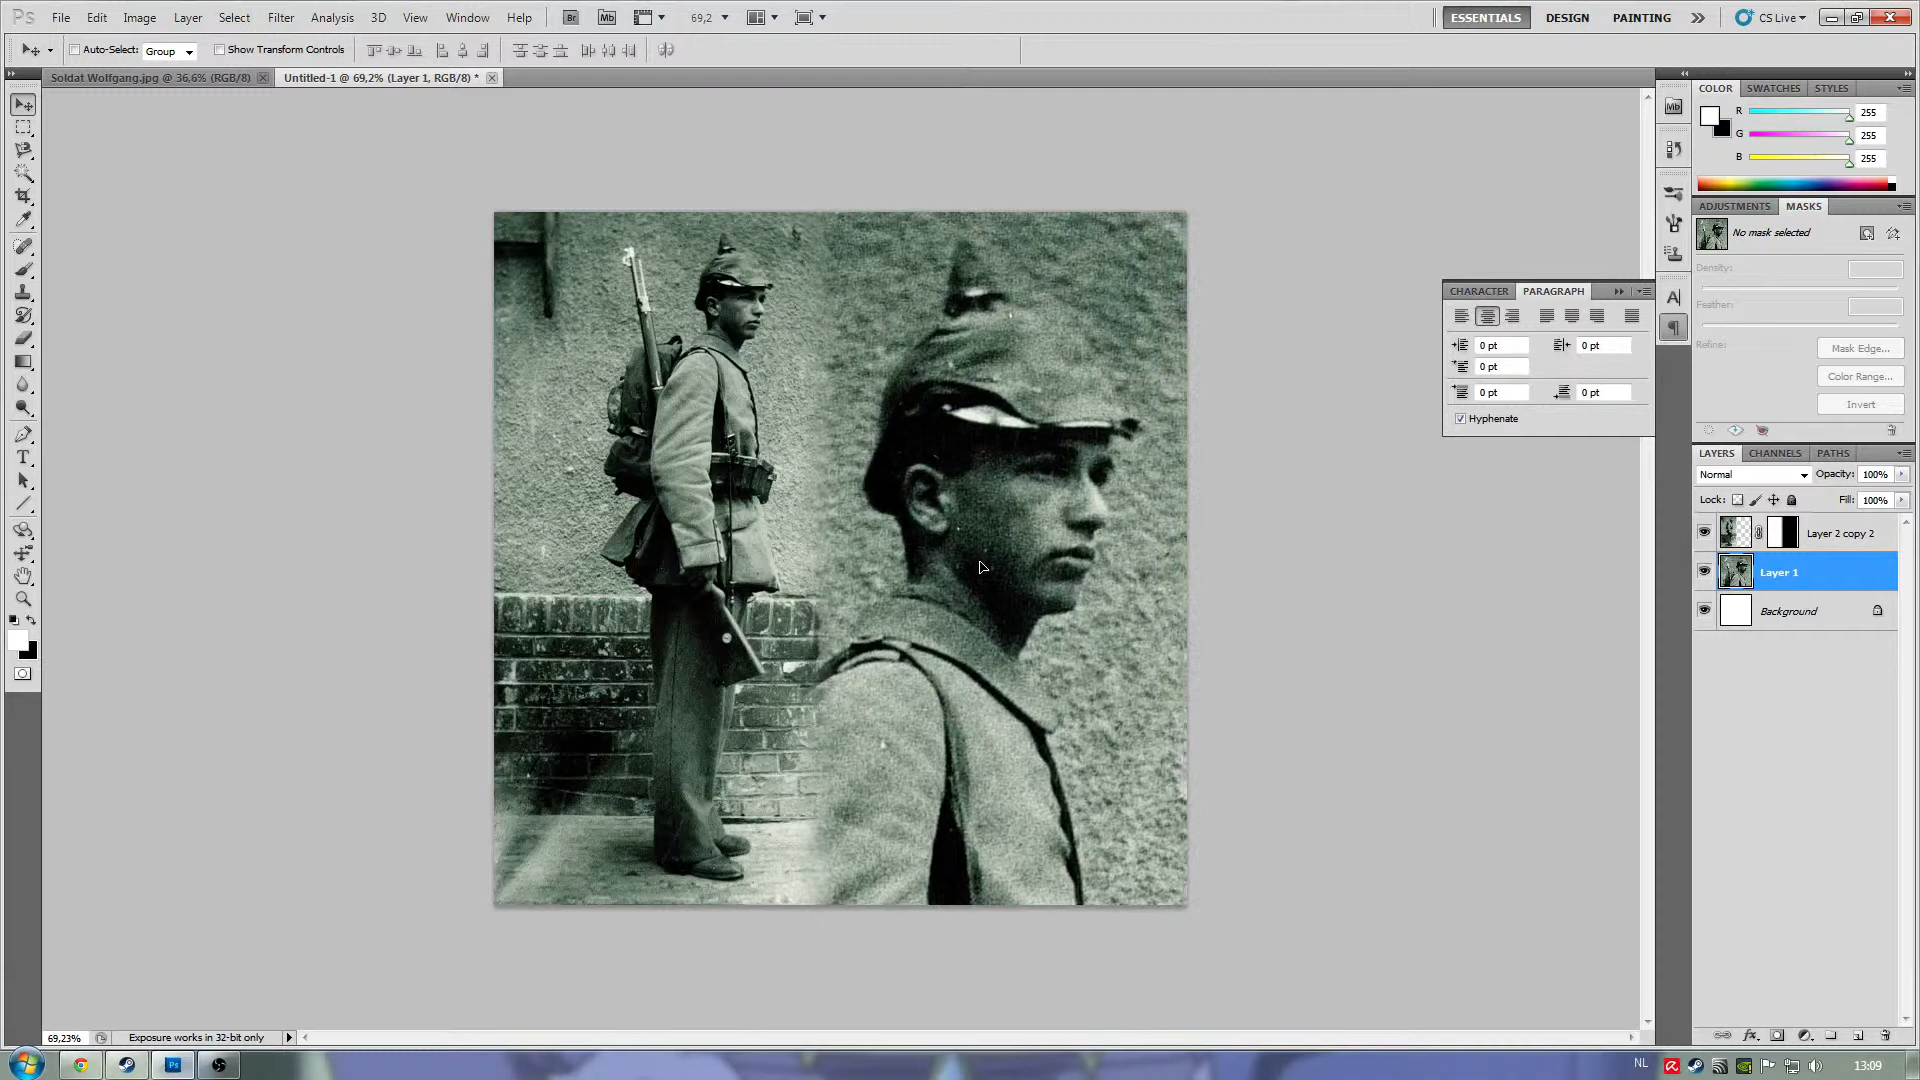 Ps File Edit Image Layer Select Filter Analysis 3D View Window Help Br Mb 69,2 ESSENTIALS DESIGN PAINTING CS Live
Auto-Select: Group Show Transform Controls
Soldat Wolfgang.jpg @ 36,6% (RGB/8) Untitled-1 @ 69,2% (Layer 1, RGB/8) *
COLOR SWATCHES STYLES
R 255
G 255
B 255
ADJUSTMENTS MASKS
No mask selected
Density:
Feather:
Refine:
Mask Edge...
Color Range...
Invert
CHARACTER PARAGRAPH
0 pt 0 pt
0 pt
0 pt 0 pt
Hyphenate
LAYERS CHANNELS PATHS
Normal Opacity: 100%
Lock: Fill: 100%
Layer 2 copy 2
Layer 1
Background
69,23% Exposure works in 32-bit only
Ps NL 13:09